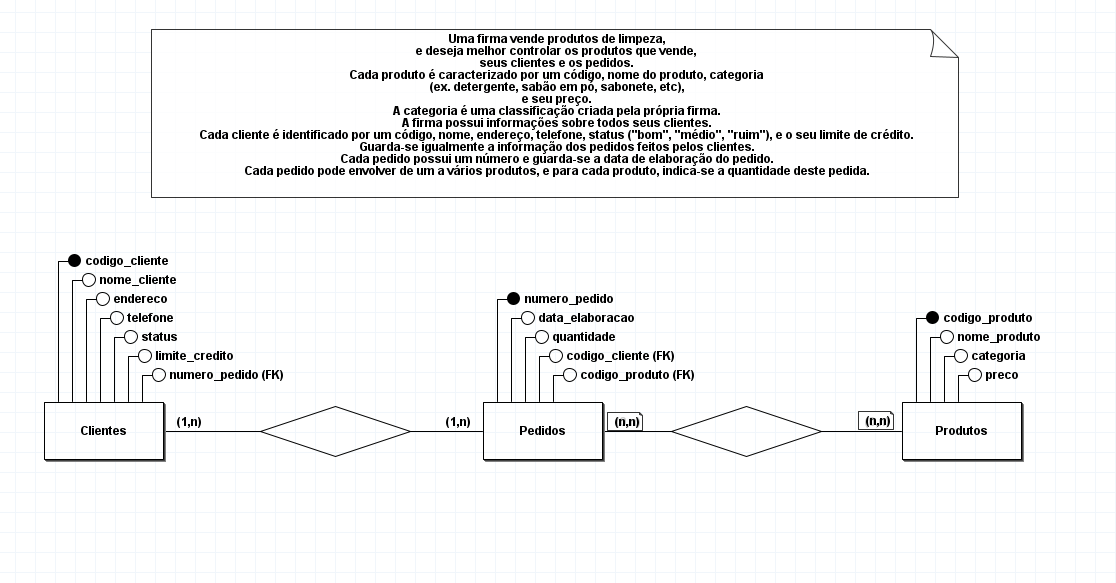 Uma firma vende produtos de limpeza,
e deseja melhor controlar os produtos que vende,
seus clientes e os pedidos.
Cada produto é caracterizado por um código, nome do produto, categoria
(ex. detergente, sabão em pó, sabonete, etc),
e seu preço.
A categoria é uma classificação criada pela própria firma.
A firma possui informações sobre todos seus clientes.
Cada cliente é identificado por um código, nome, endereço, telefone, status ("bom", "médio", "ruim"), e o seu limite de crédito.
Guarda-se igualmente a informação dos pedidos feitos pelos clientes.
Cada pedido possui um número e guarda-se a data de elaboração do pedido.
Cada pedido pode envolver de um a vários produtos, e para cada produto, indica-se a quantidade deste pedida.
codigo_cliente
nome_cliente
endereco
telefone
status
limite_credito
numero_pedido (FK)
Clientes
(1,n)
(1,n)
numero_pedido
data_elaboracao
quantidade
codigo_cliente (FK)
codigo_produto (FK)
Pedidos
(n,n)
(n,n)
codigo_produto
nome_produto
categoria
preco
Produtos